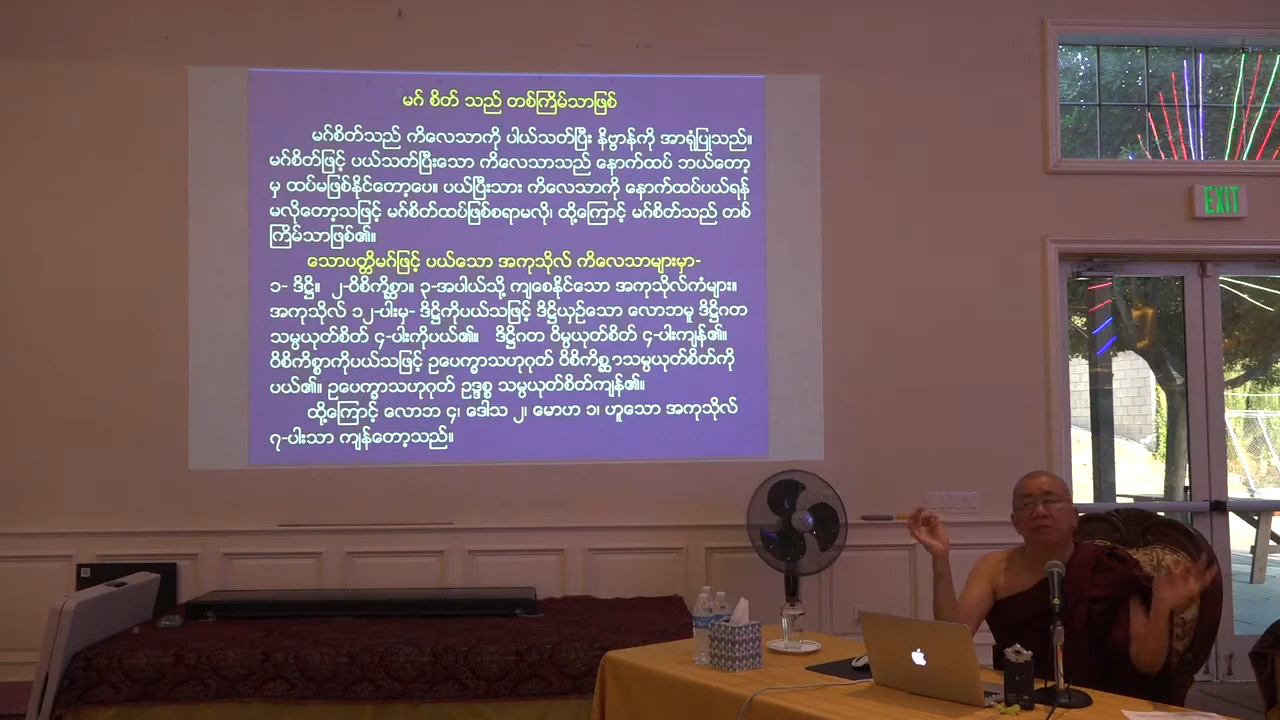 မဂ် စိတ် သည် တစ်ကြိမ်သာဖြစ်
မဂ်စိတ်သည် ကိလေသာကို ပါယ်သတ်ပြီး နိဗ္ဗာန်ကို အာရုံပြုသည်။
မဂ်စိတ်ဖြင့် ပယ်သတ်ပြီးသော ကိလေသာသည် နောက်ထပ် ဘယ်တော့
မှ ထပ်မဖြစ်နိုင်တော့ပေ။ ပယ်ပြီးသား ကိလေသာကို နောက်ထပ်ပယ်ရန်
မလိုတော့သဖြင့် မဂ်စိတ်ထပ်ဖြစ်စရာမလို၊ ထို့ကြောင့် မဂ်စိတ်သည် တစ်
ကြိမ်သာဖြစ်၏။
သောပတ္တိမဂ်ဖြင့် ပယ်သော အကုသိုလ် ကိလေသာများမှာ-
၁- ဒိဋ္ဌိ။ ၂-ဝိစိကိစ္ဆာ။ ၃-အပါယ်သို့ ကျစေနိုင်သော အကုသိုလ်ကံများ။
အကုသိုလ် ၁၂-ပါးမှ- ဒိဋ္ဌိကိုပယ်သဖြင့် ဒိဋ္ဌိယှဉ်သော လောဘမူ ဒိဋ္ဌိဂတ
သမ္ပယုတ်စိတ် ၄-ပါးကိုပယ်၏။ ဒိဋ္ဌိဂတ ဝိမ္ပယုတ်စိတ် ၄-ပါးကျန်၏။
ဝိစိကိစ္ဆာကိုပယ်သဖြင့် ဥပေက္ခာသဟဂုတ် ဝိစိကိစ္ဆာသမ္ပယုတ်စိတ်ကို
ပယ်၏။ ဥပေက္ခာသဟဂုတ် ဥဒ္ဒစ္စ သမ္ပယုတ်စိတ်ကျန်၏။
ထို့ကြောင့် လောဘ ၄၊ ဒေါသ ၂၊ မောဟ ၁၊ ဟူသော အကုသိုလ်
၇-ပါးသာ ကျန်တော့သည်။
EXIT